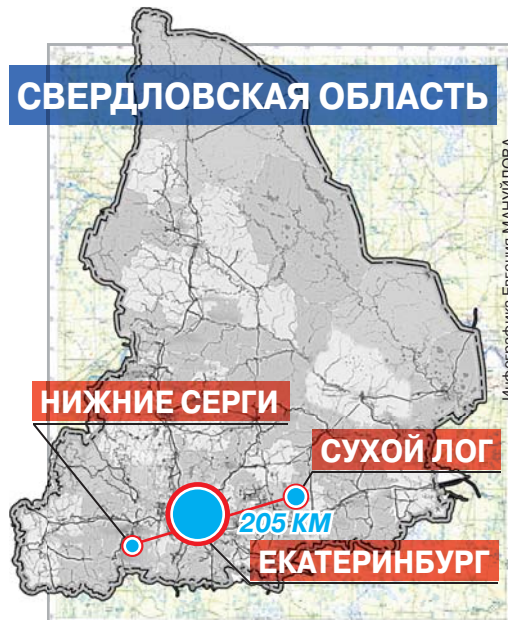 СВЕРДЛОВСКАЯ ОБЛАСТЬ
Инфографика Евгения МАНУЙЛОВА
НИЖНИЕ СЕРГИ
СУХОЙ ЛОГ
205 КМ
ЕКАТЕРИНБУРГ